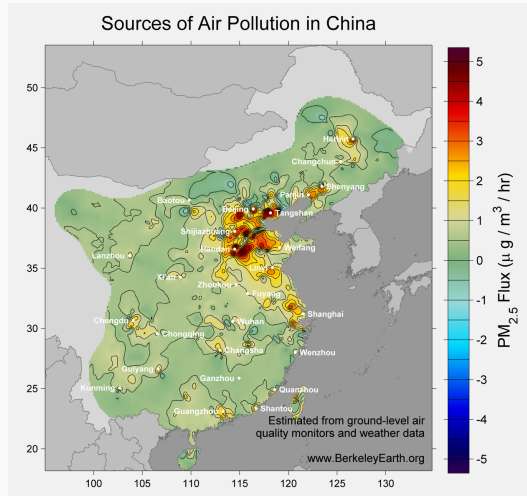 Sources of Air Pollution in China
50
45
40
35
30
25
20
100
105
110
115
120
125
130
Harbin
Changchun
Shenyang
Panjin
Baotou
Beijing
Tangshan
Shijiazhuang
Handan
Weifang
Lanzhou
Linyi
Xi'an
Zhoukou
Fuyang
Shanghai
Chengdu
Wuhan
Chongqing
Changsha
Wenzhou
Guiyang
Ganzhou
Kunming
Quanzhou
Guangzhou
Shantou
Estimated from ground-level air
quality monitors and weather data
www.BerkeleyEarth.org
5
4
3
2
1
0
-1
-2
-3
-4
-5
PM2.5 Flux (μ g / m3 / hr)